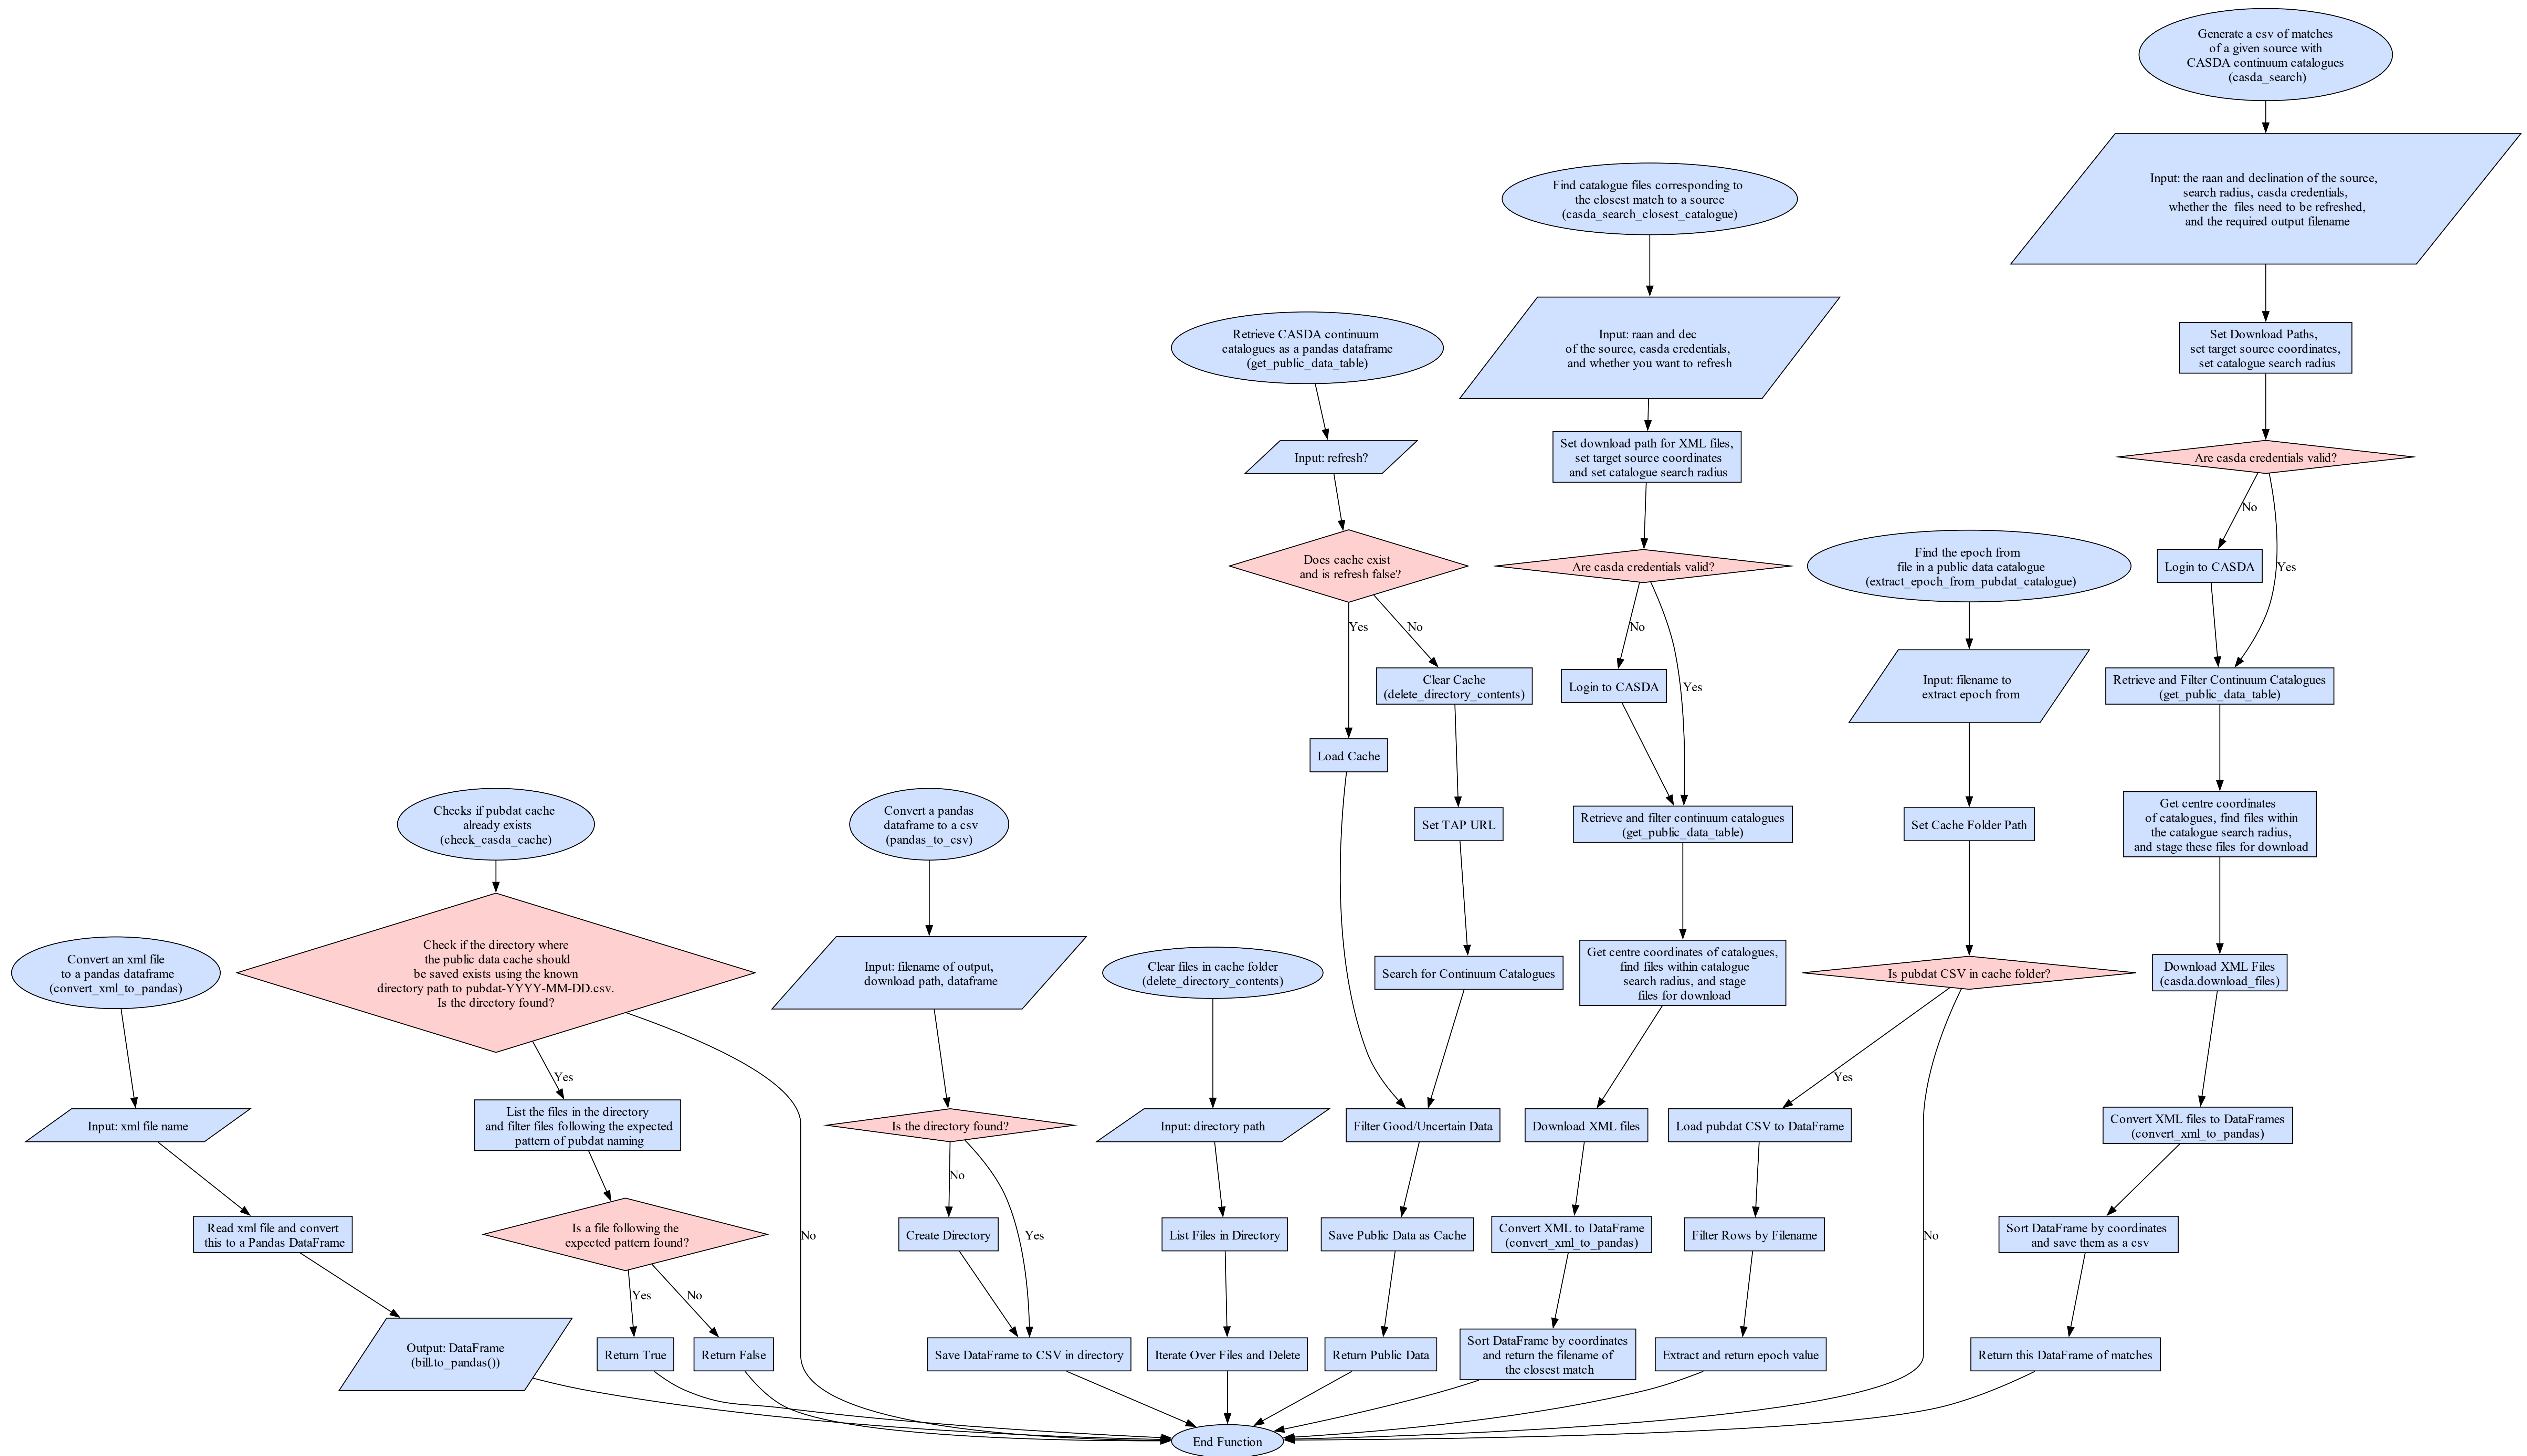 Generate a csv of matches
of a given source with
CASDA continuum catalogues
(casda_search)
Input: the raan and declination of the source,
search radius, casda credentials,
whether the files need to be refreshed,
and the required output filename
Set Download Paths,
set target source coordinates,
set catalogue search radius
Are casda credentials valid?
No
Login to CASDA
Yes
Retrieve and Filter Continuum Catalogues
(get_public_data_table)
Get centre coordinates
of catalogues, find files within
the catalogue search radius,
and stage these files for download
Download XML Files
(casda.download_files)
Convert XML files to DataFrames
(convert_xml_to_pandas)
Sort DataFrame by coordinates
and save them as a csv
Return this DataFrame of matches
Find catalogue files corresponding to
the closest match to a source
(casda_search_closest_catalogue)
Input: raan and dec
of the source, casda credentials,
and whether you want to refresh
Set download path for XML files,
set target source coordinates
and set catalogue search radius
Are casda credentials valid?
No
Login to CASDA
Yes
Retrieve and filter continuum catalogues
(get_public_data_table)
Get centre coordinates of catalogues,
find files within catalogue
search radius, and stage
files for download
Download XML files
Convert XML to DataFrame
(convert_xml_to_pandas)
Sort DataFrame by coordinates
and return the filename of
the closest match
Retrieve CASDA continuum
catalogues as a pandas dataframe
(get_public_data_table)
Input: refresh?
Does cache exist
and is refresh false?
Yes
No
Clear Cache
(delete_directory_contents)
Load Cache
Set TAP URL
Search for Continuum Catalogues
Filter Good/Uncertain Data
Save Public Data as Cache
Return Public Data
Find the epoch from
file in a public data catalogue
(extract_epoch_from_pubdat_catalogue)
Input: filename to
extract epoch from
Set Cache Folder Path
Is pubdat CSV in cache folder?
Yes
No
Load pubdat CSV to DataFrame
Filter Rows by Filename
Extract and return epoch value
Checks if pubdat cache
already exists
(check_casda_cache)
Check if the directory where
the public data cache should
be saved exists using the known
directory path to pubdat-YYYY-MM-DD.csv.
Is the directory found?
Yes
No
List the files in the directory
and filter files following the expected
pattern of pubdat naming
Is a file following the
expected pattern found?
Yes
No
Return True
Return False
Convert a pandas
dataframe to a csv
(pandas_to_csv)
Input: filename of output,
download path, dataframe
Is the directory found?
No
Yes
Create Directory
Save DataFrame to CSV in directory
Clear files in cache folder
(delete_directory_contents)
Input: directory path
List Files in Directory
Iterate Over Files and Delete
Convert an xml file
to a pandas dataframe
(convert_xml_to_pandas)
Input: xml file name
Read xml file and convert
this to a Pandas DataFrame
Output: DataFrame
(bill.to_pandas())
End Function